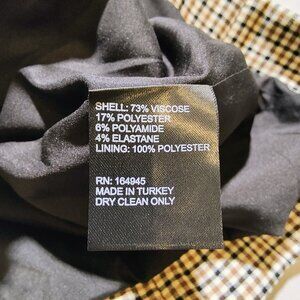 SHELL: 73% VISCOSE
17% POLYESTER
6% POLYAMIDE
4% ELASTANE
LINING: 100% POLYESTER
RN: 164945
MADE IN TURKEY
DRY CLEAN ONLY